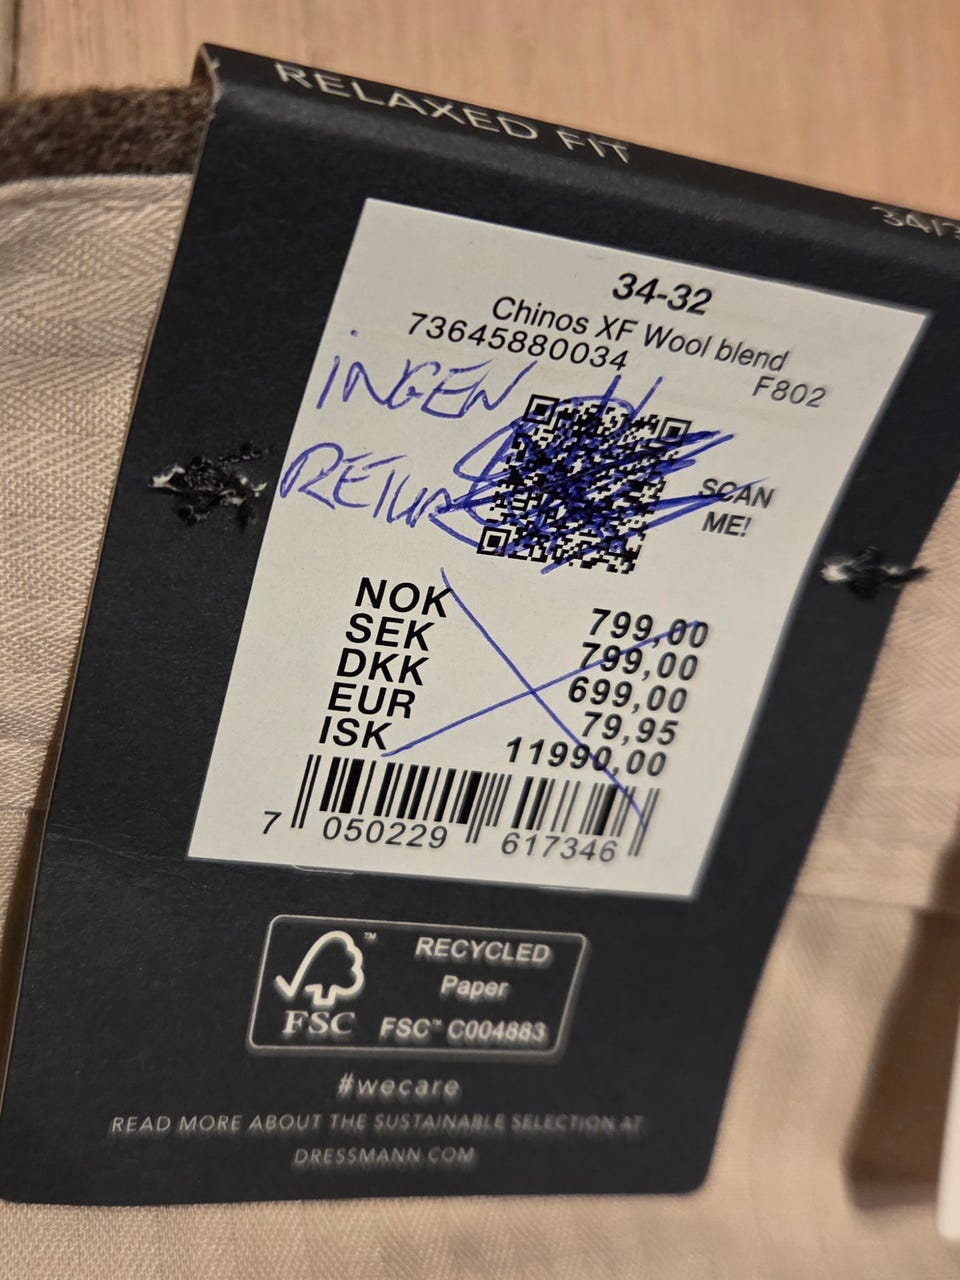 RELAXED FIT
34-32
Chinos XF Wool blend
73645880034
F802
INGEN
RETUR
SCAN
ME!
NOK 799,00
SEK 799,00
DKK 699,00
EUR 79,95
ISK 11990,00
7 050229 617346
FSC™
RECYCLED
Paper
FSC™ C004883
#wecare
READ MORE ABOUT THE SUSTAINABLE SELECTION AT
DRESSMANN.COM